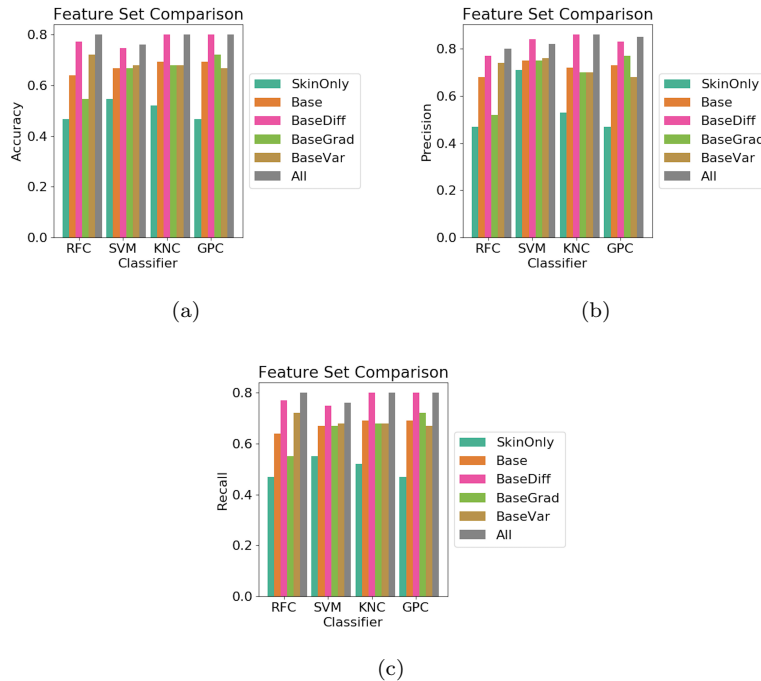 Feature Set Comparison
0.8
0.6
0.4
0.2
0.0
Accuracy
RFC SVM KNC GPC
Classifier
SkinOnly
Base
BaseDiff
BaseGrad
BaseVar
All
(a)
Feature Set Comparison
0.8
0.6
0.4
0.2
0.0
Precision
RFC SVM KNC GPC
Classifier
SkinOnly
Base
BaseDiff
BaseGrad
BaseVar
All
(b)
Feature Set Comparison
0.8
0.6
0.4
0.2
0.0
Recall
RFC SVM KNC GPC
Classifier
SkinOnly
Base
BaseDiff
BaseGrad
BaseVar
All
(c)